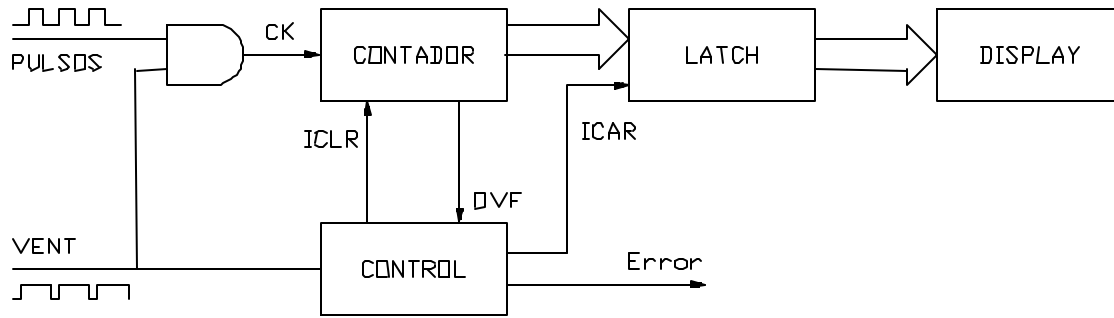 CK
PULSOS
CONTADOR
LATCH
DISPLAY
ICLR
ICAR
OVF
VENT
CONTROL
Error